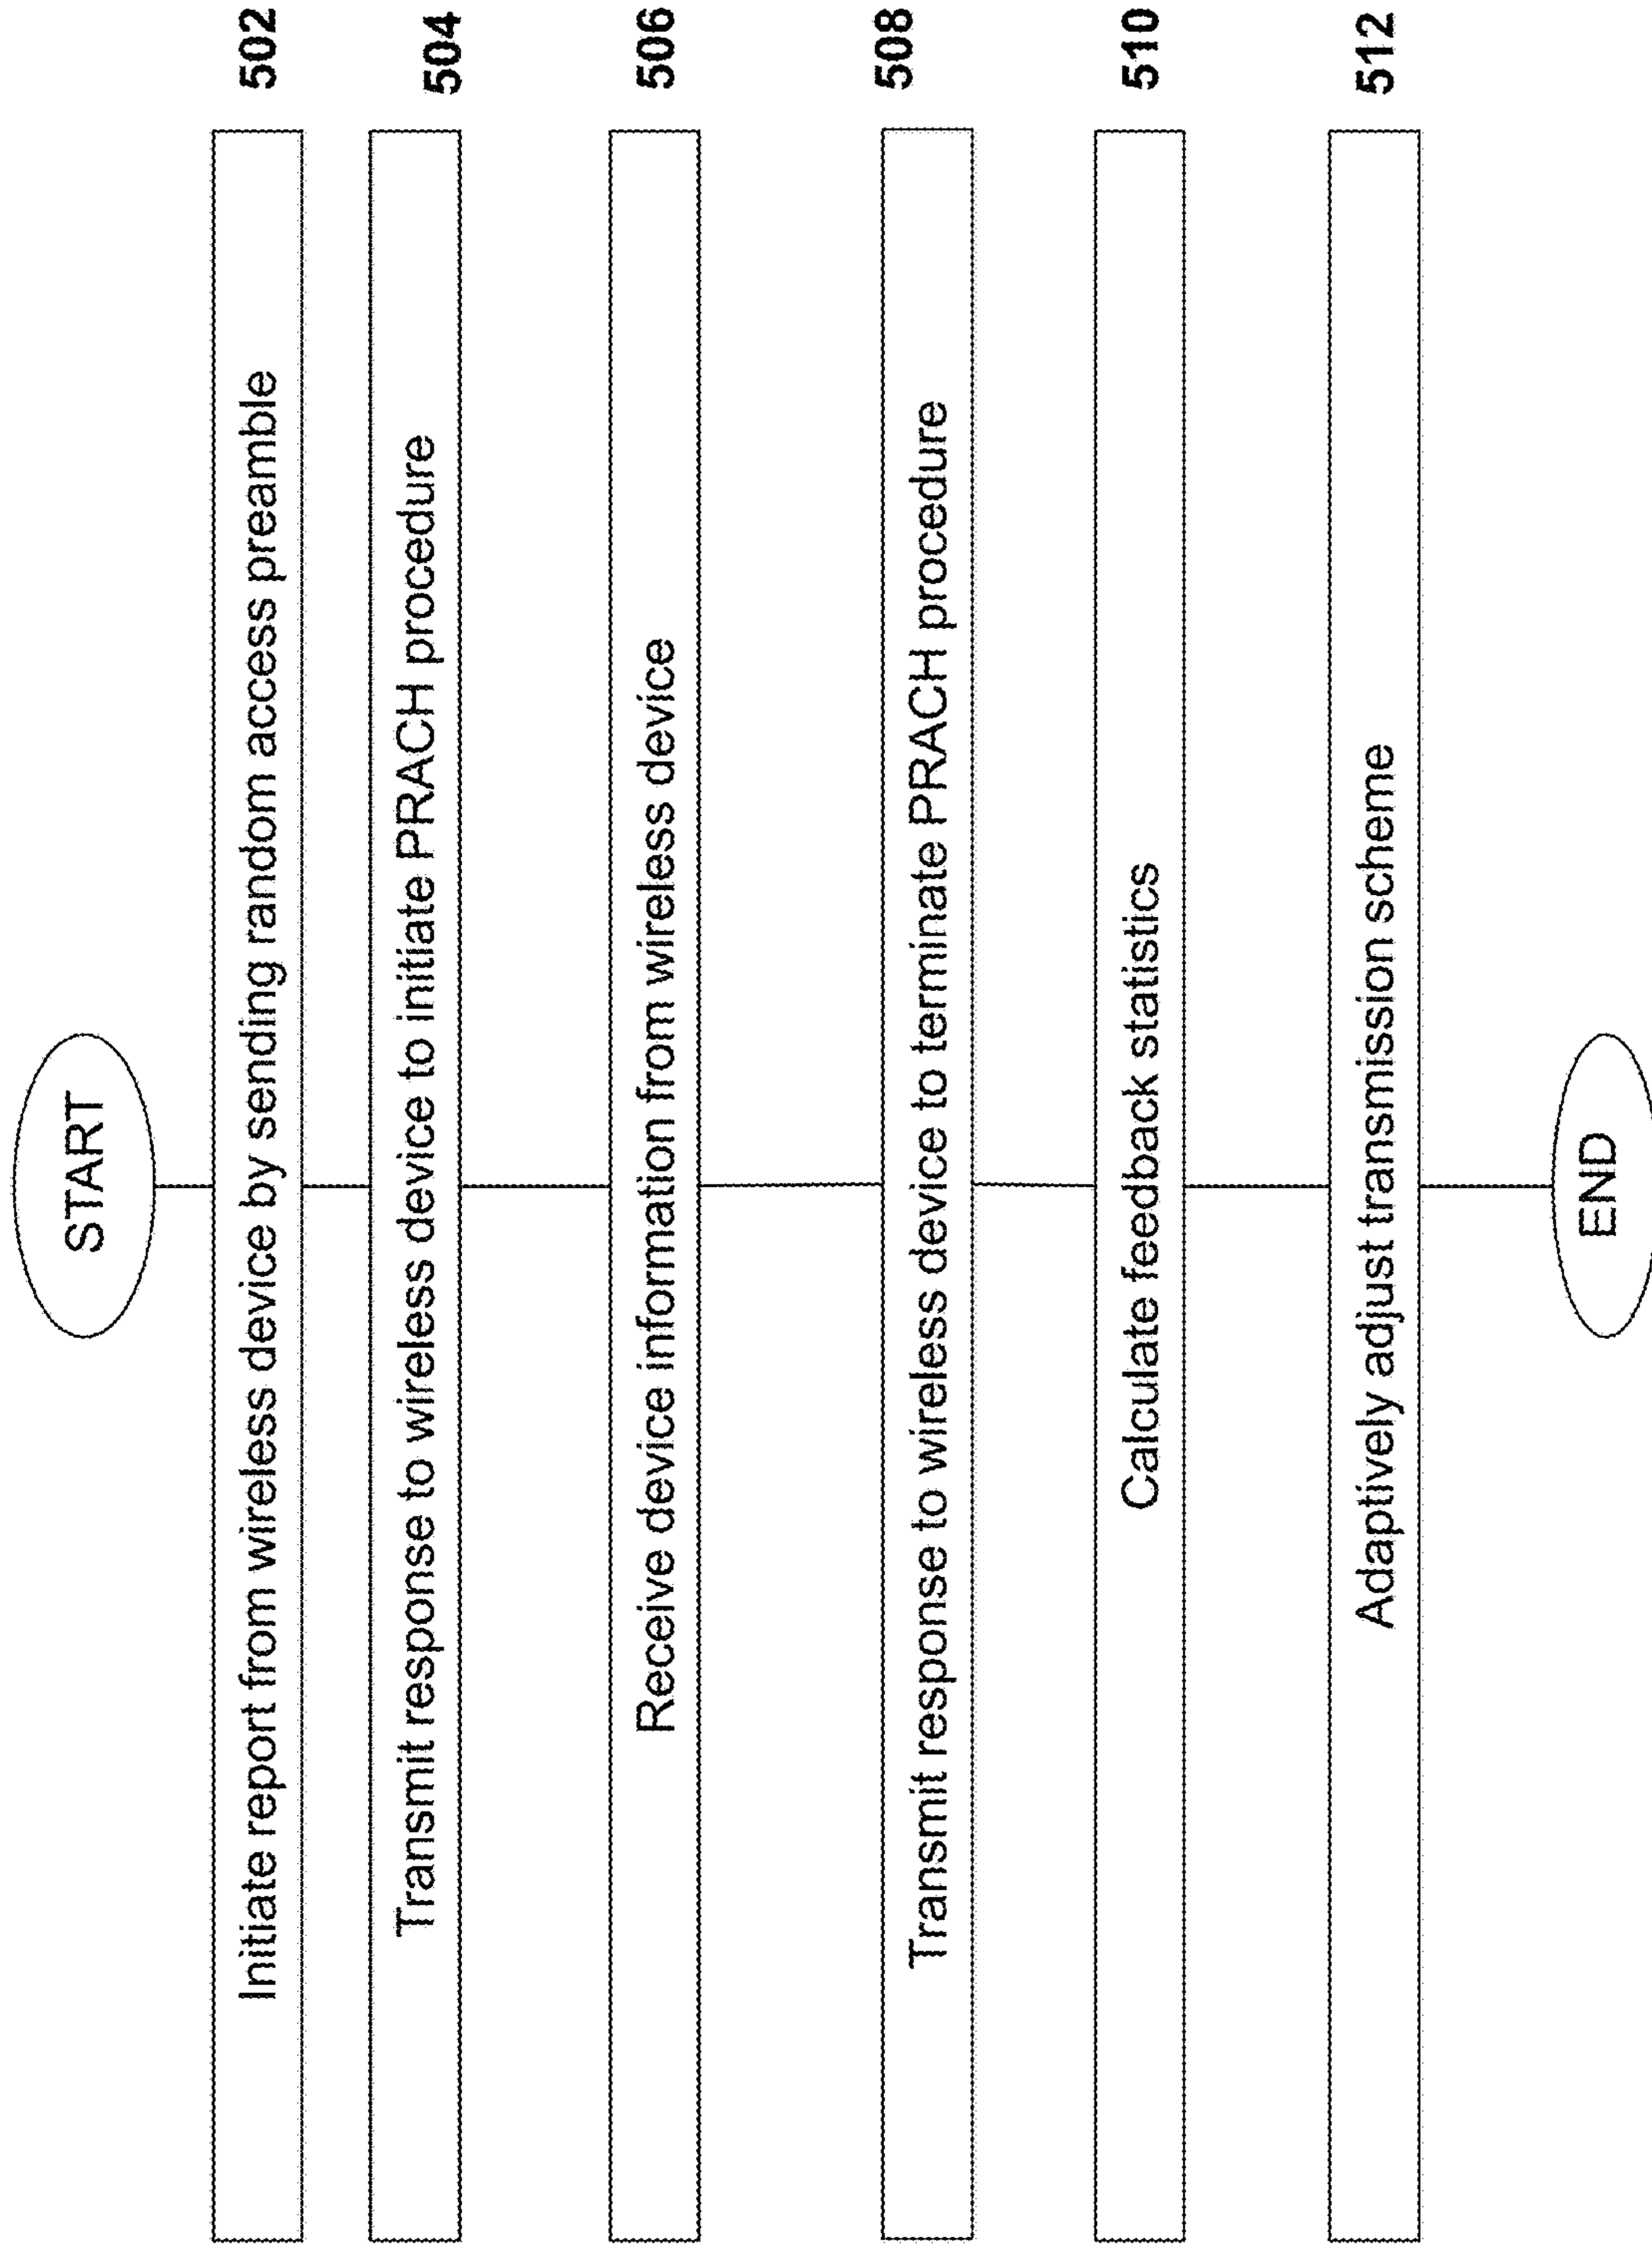 START
Initiate report from wireless device by sending random access preamble
502
Transmit response to wireless device to initiate PRACH procedure
504
Receive device information from wireless device
506
Transmit response to wireless device to terminate PRACH procedure
508
Calculate feedback statistics
510
Adaptively adjust transmission scheme
512
END